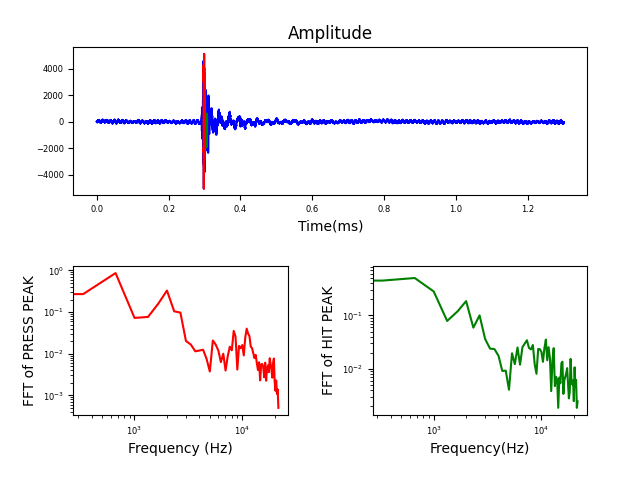 Amplitude
4000
2000
0
−2000
−4000
0.0 0.2 0.4 0.6 0.8 1.0 1.2
Time(ms)
FFT of PRESS PEAK
10⁰
10⁻¹
10⁻²
10⁻³
10³ 10⁴
Frequency (Hz)
FFT of HIT PEAK
10⁻¹
10⁻²
10³ 10⁴
Frequency(Hz)